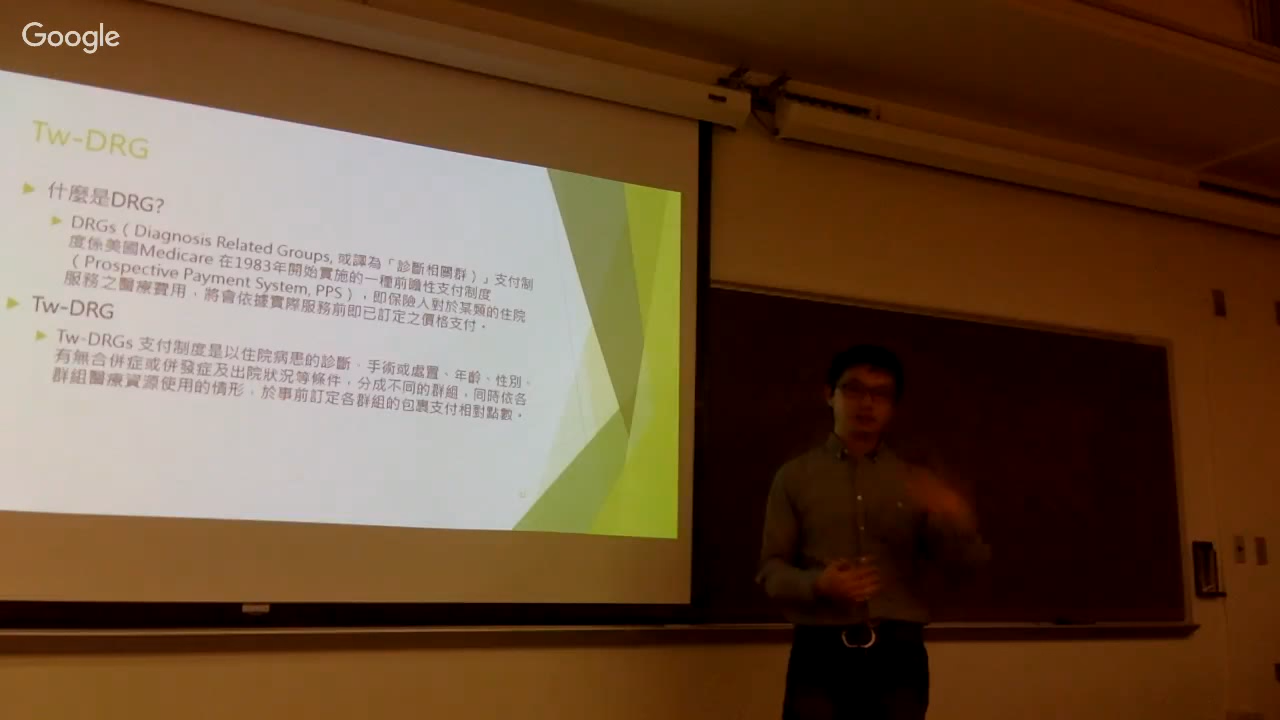 Google
Tw-DRG
什麼是DRG?
DRGs（Diagnosis Related Groups, 或譯為「診斷相關群）」支付制
度係美國Medicare 在1983年開始實施的一種前瞻性支付制度
（Prospective Payment System, PPS），即保險人對於某類的住院
服務之醫療費用，將會依據實際服務前即已訂定之價格支付。
Tw-DRG
Tw-DRGs 支付制度是以住院病患的診斷、手術或處置、年齡、性別、
有無合併症或併發症及出院狀況等條件，分成不同的群組，同時依各
群組醫療資源使用的情形，於事前訂定各群組的包裹支付相對點數。